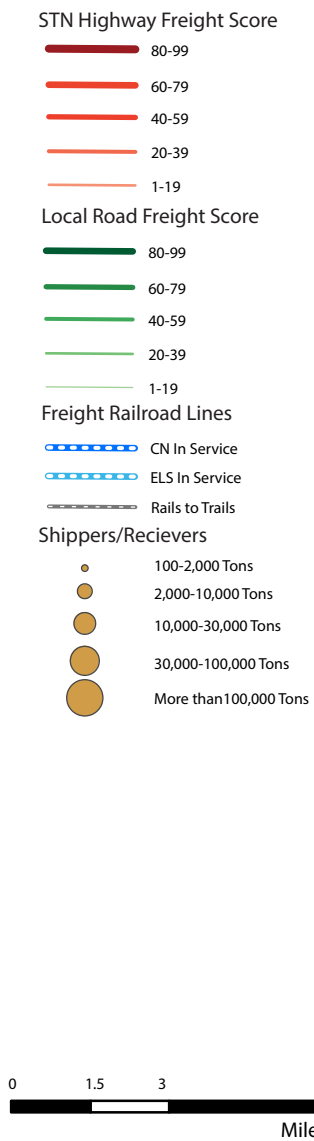 STN Highway Freight Score
80-99
60-79
40-59
20-39
1-19
Local Road Freight Score
80-99
60-79
40-59
20-39
1-19
Freight Railroad Lines
CN In Service
ELS In Service
Rails to Trails
Shippers/Recievers
100-2,000 Tons
2,000-10,000 Tons
10,000-30,000 Tons
30,000-100,000 Tons
More than100,000 Tons
0 1.5 3
Mile